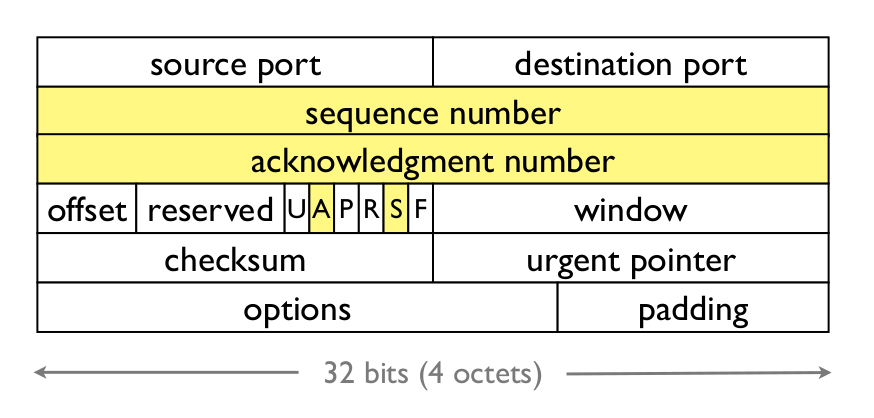 source port destination port
sequence number
acknowledgment number
offset reserved U A P R S F window
checksum urgent pointer
options padding
32 bits (4 octets)